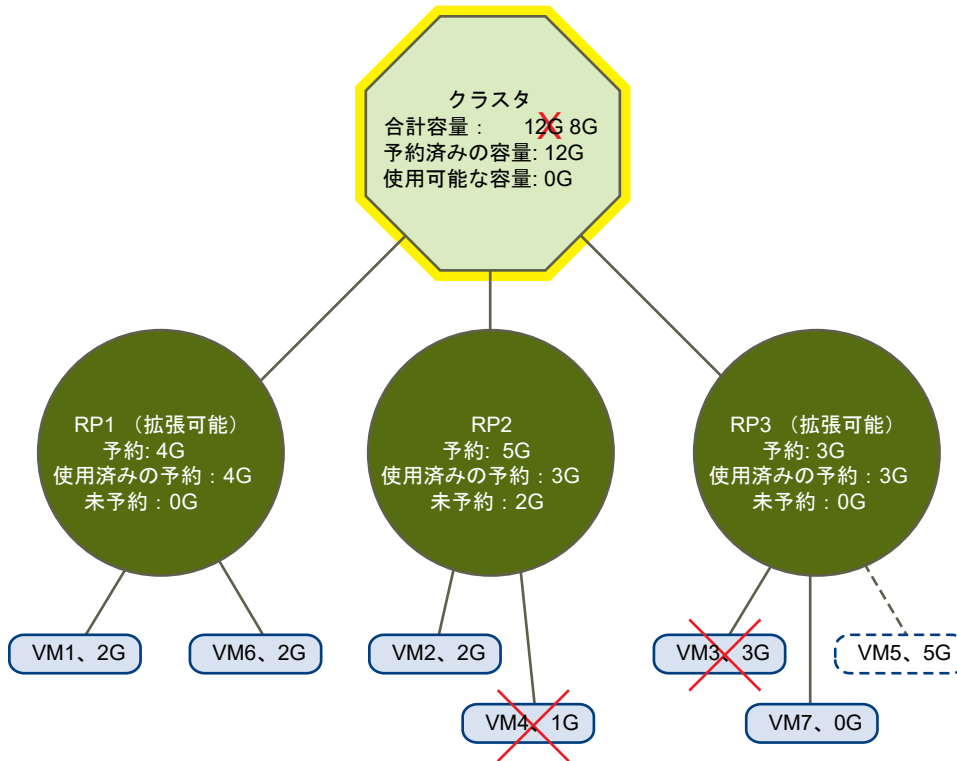 クラスタ
合計容量： 12G 8G
予約済みの容量: 12G
使用可能な容量: 0G
RP1 （拡張可能）
予約: 4G
使用済みの予約：4G
未予約：0G
RP2
予約: 5G
使用済みの予約：3G
未予約：2G
RP3 （拡張可能）
予約: 3G
使用済みの予約：3G
未予約：0G
VM1、2G
VM6、2G
VM2、2G
VM3、3G
VM5、5G
VM4、1G
VM7、0G